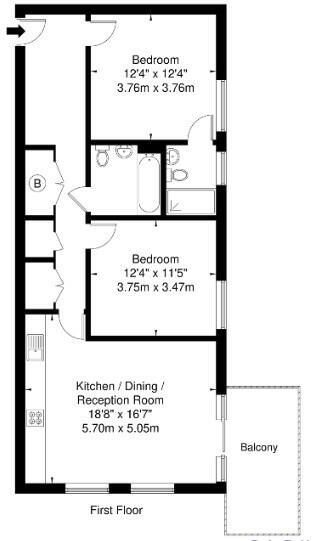 Bedroom
12'4" x 12'4"
3.76m x 3.76m
B
Bedroom
12'4" x 11'5"
3.75m x 3.47m
Kitchen / Dining /
Reception Room
18'8" x 16'7"
5.70m x 5.05m
Balcony
First Floor